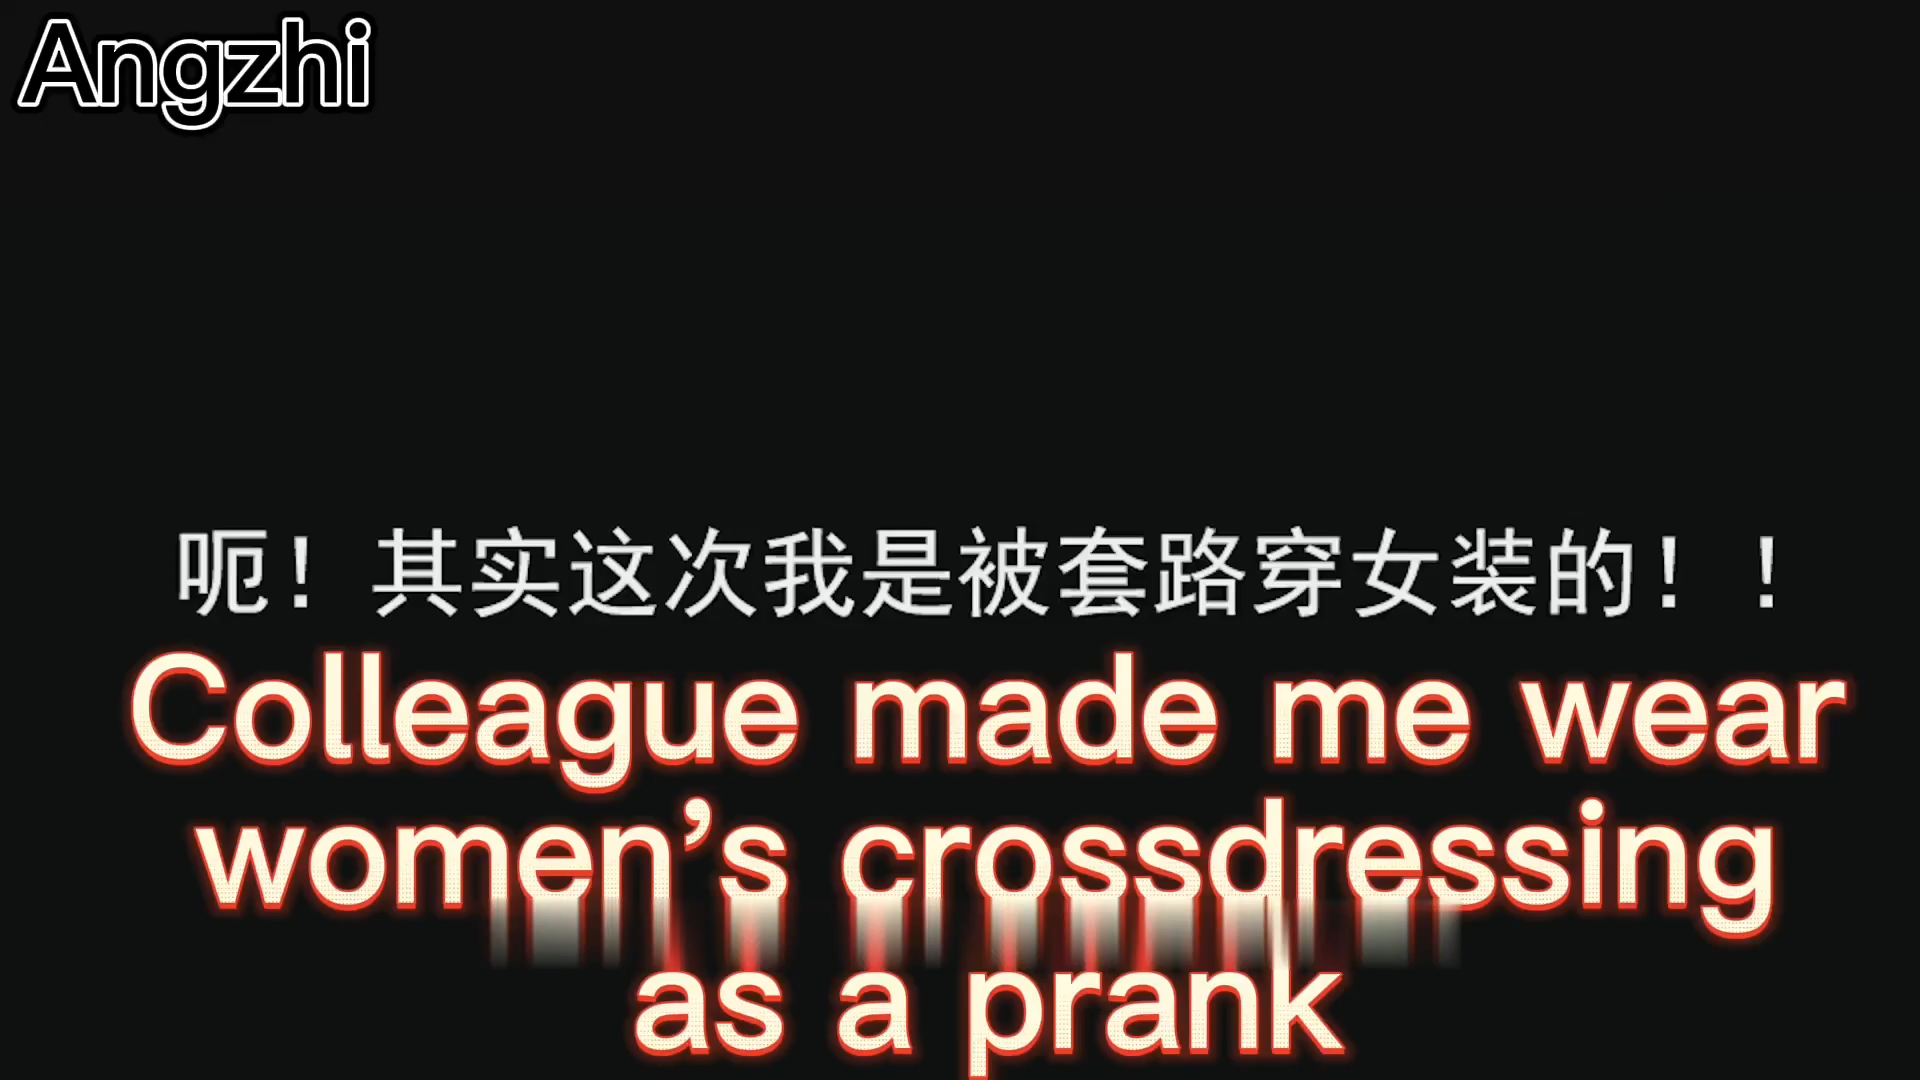 Angzhi
呃！其实这次我是被套路穿女装的！！
Colleague made me wear
women’s crossdressing
as a prank